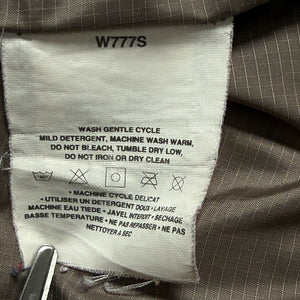 W777S
WASH GENTLE CYCLE
MILD DETERGENT, MACHINE WASH WARM,
DO NOT BLEACH, TUMBLE DRY LOW,
DO NOT IRON OR DRY CLEAN
• MACHINE CYCLE DELICAT
• UTILISER UN DETERGENT DOUX • LAVAGE
MACHINE EAU TIEDE • JAVEL INTERDIT • SECHAGE
BASSE TEMPERATURE • NE PAS REPASSER • NE PAS
NETTOYER A SEC